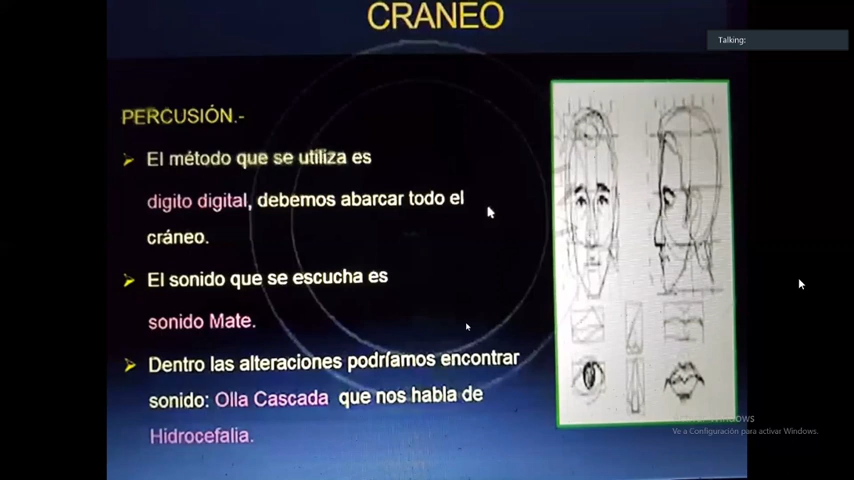 CRANEO
Talking:
PERCUSIÓN.-
El método que se utiliza es
digito digital, debemos abarcar todo el
cráneo.
El sonido que se escucha es
sonido Mate.
Dentro las alteraciones podríamos encontrar
sonido: Olla Cascada que nos habla de
Hidrocefalia.
Ve a Configuración para activar Windows.